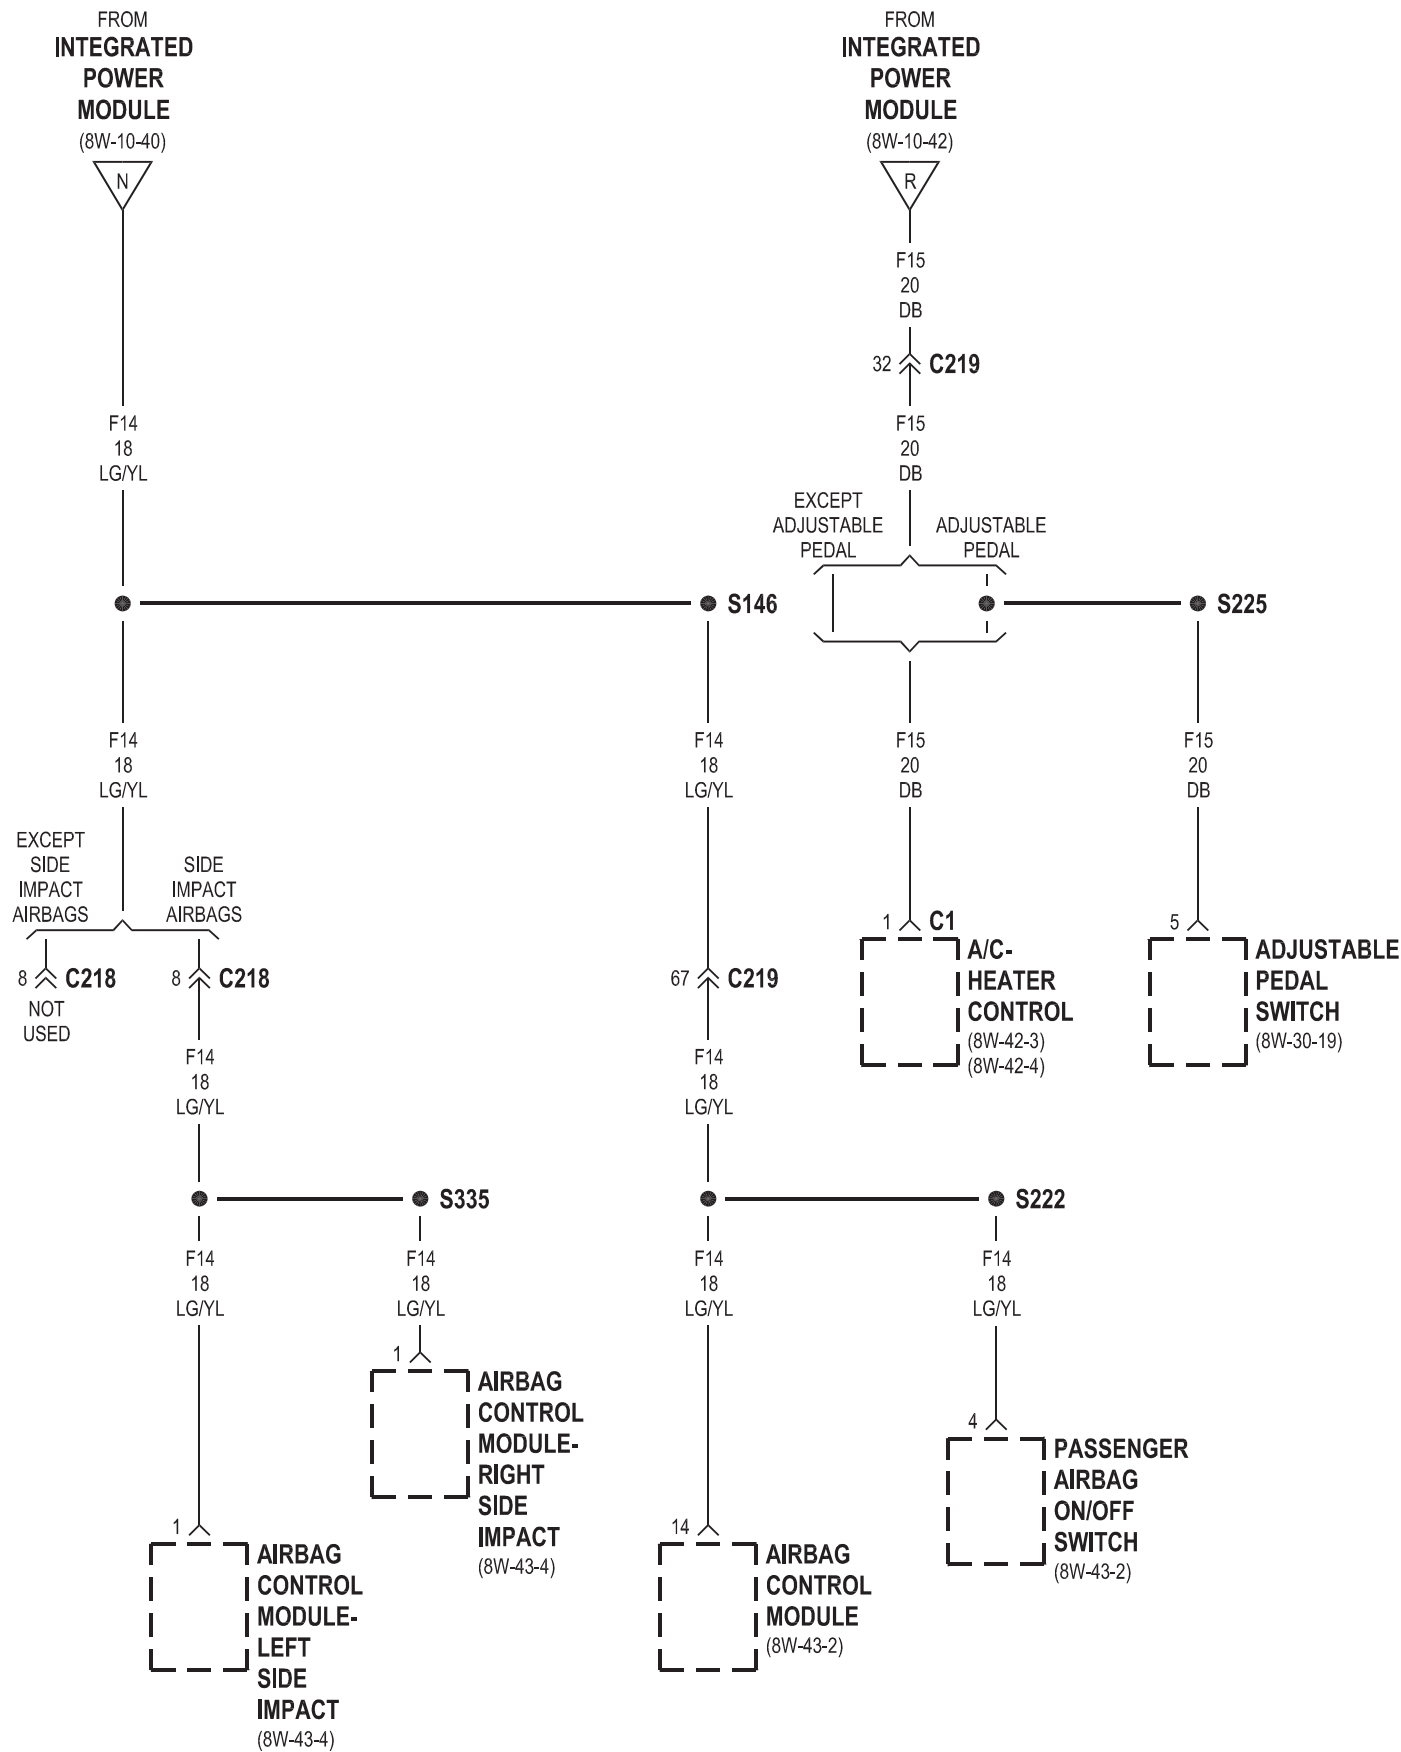 FROM
INTEGRATED
POWER
MODULE
(8W-10-40)
N
FROM
INTEGRATED
POWER
MODULE
(8W-10-42)
R
F15
20
DB
32 C219
F14
18
LG/YL
F15
20
DB
EXCEPT
ADJUSTABLE
PEDAL
ADJUSTABLE
PEDAL
S146
S225
F14
18
LG/YL
F14
18
LG/YL
F15
20
DB
F15
20
DB
EXCEPT
SIDE
IMPACT
AIRBAGS
SIDE
IMPACT
AIRBAGS
8 C218
NOT
USED
8 C218
67 C219
1 C1
A/C-
HEATER
CONTROL
(8W-42-3)
(8W-42-4)
5
ADJUSTABLE
PEDAL
SWITCH
(8W-30-19)
F14
18
LG/YL
F14
18
LG/YL
S335
S222
F14
18
LG/YL
F14
18
LG/YL
F14
18
LG/YL
F14
18
LG/YL
1
AIRBAG
CONTROL
MODULE-
RIGHT
SIDE
IMPACT
(8W-43-4)
4
PASSENGER
AIRBAG
ON/OFF
SWITCH
(8W-43-2)
1
AIRBAG
CONTROL
MODULE-
LEFT
SIDE
IMPACT
(8W-43-4)
14
AIRBAG
CONTROL
MODULE
(8W-43-2)